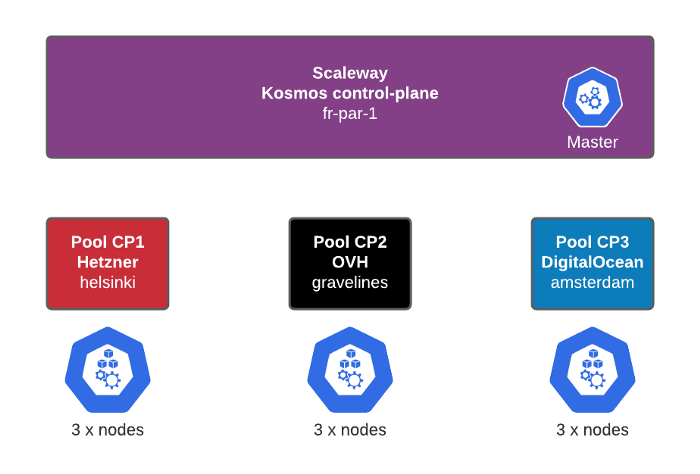 Scaleway
Kosmos control-plane
fr-par-1
Master
Pool CP1
Hetzner
helsinki
Pool CP2
OVH
gravelines
Pool CP3
DigitalOcean
amsterdam
3 x nodes
3 x nodes
3 x nodes